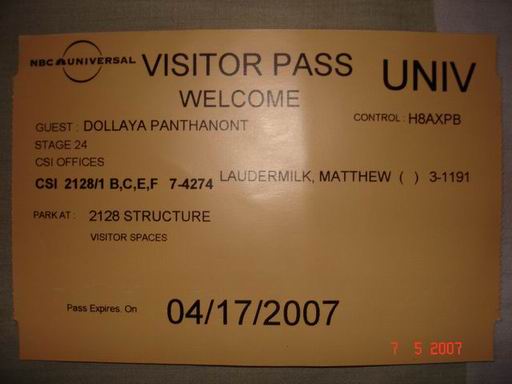 NBC UNIVERSAL VISITOR PASS UNIV
WELCOME
GUEST : DOLLAYA PANTHANONT CONTROL : H8AXPB
STAGE 24
CSI OFFICES
CSI 2128/1 B,C,E,F 7-4274 LAUDERMILK, MATTHEW ( ) 3-1191
PARK AT : 2128 STRUCTURE
VISITOR SPACES
Pass Expires. On 04/17/2007
7 5 2007